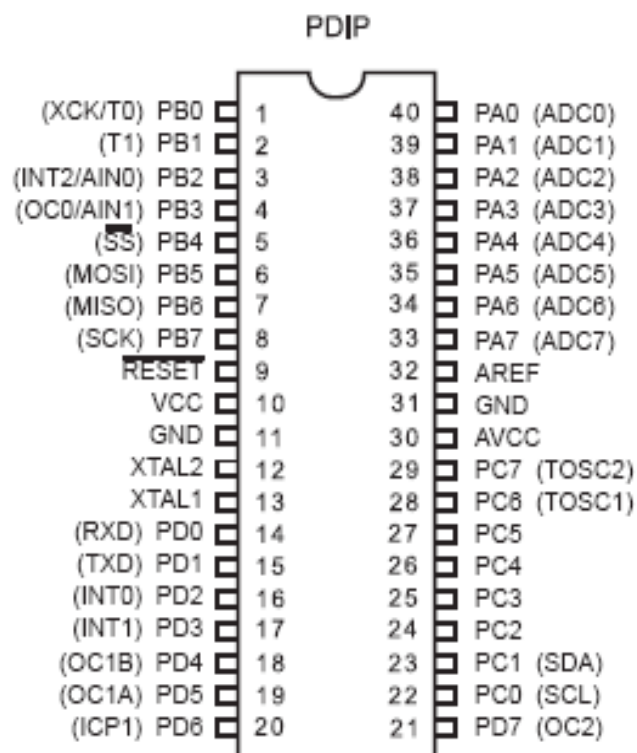 PDIP
(XCK/T0) PB0 1 40 PA0 (ADC0)
(T1) PB1 2 39 PA1 (ADC1)
(INT2/AIN0) PB2 3 38 PA2 (ADC2)
(OC0/AIN1) PB3 4 37 PA3 (ADC3)
(SS) PB4 5 36 PA4 (ADC4)
(MOSI) PB5 6 35 PA5 (ADC5)
(MISO) PB6 7 34 PA6 (ADC6)
(SCK) PB7 8 33 PA7 (ADC7)
RESET 9 32 AREF
VCC 10 31 GND
GND 11 30 AVCC
XTAL2 12 29 PC7 (TOSC2)
XTAL1 13 28 PC6 (TOSC1)
(RXD) PD0 14 27 PC5
(TXD) PD1 15 26 PC4
(INT0) PD2 16 25 PC3
(INT1) PD3 17 24 PC2
(OC1B) PD4 18 23 PC1 (SDA)
(OC1A) PD5 19 22 PC0 (SCL)
(ICP1) PD6 20 21 PD7 (OC2)